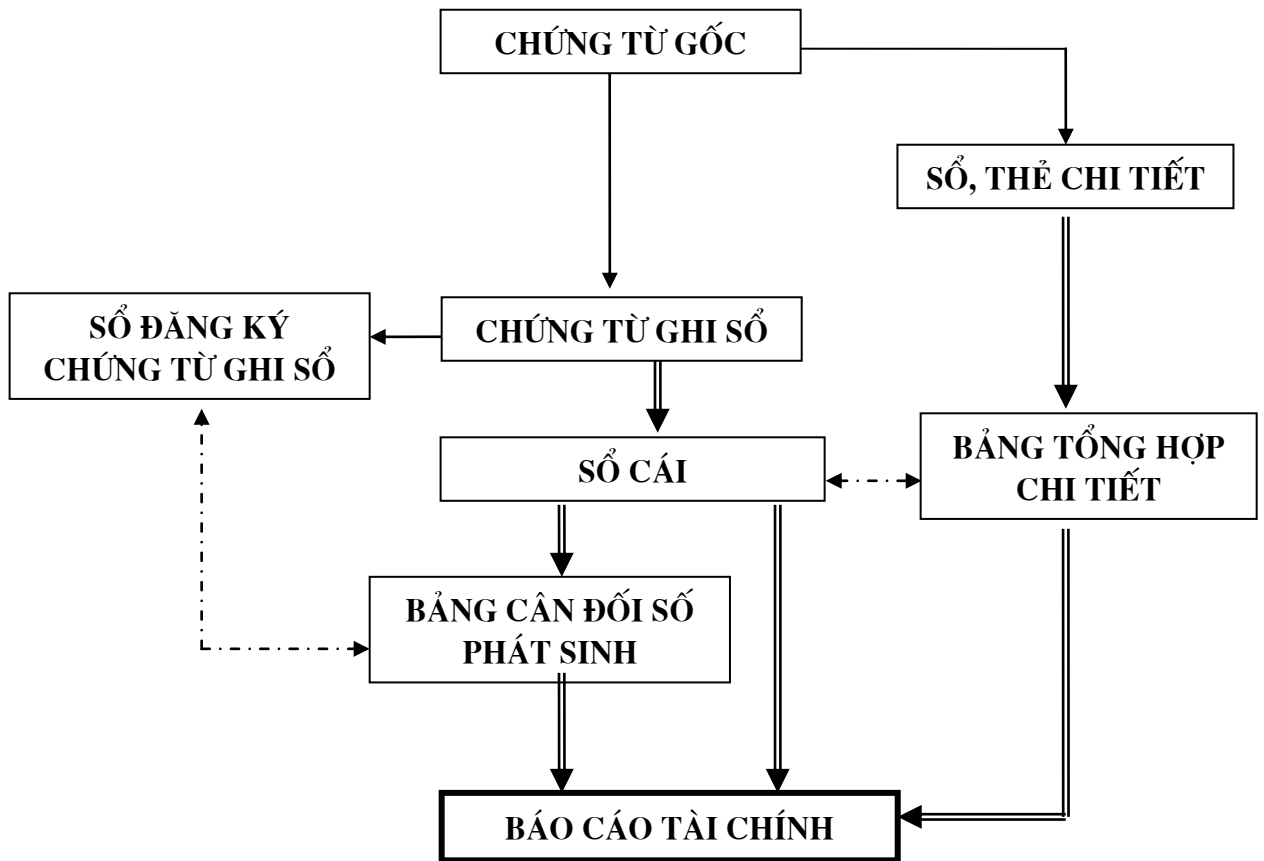 CHỨNG TỪ GỐC
SỔ, THẺ CHI TIẾT
SỔ ĐĂNG KÝ
CHỨNG TỪ GHI SỔ
CHỨNG TỪ GHI SỔ
SỔ CÁI
BẢNG TỔNG HỢP
CHI TIẾT
BẢNG CÂN ĐỐI SỐ
PHÁT SINH
BÁO CÁO TÀI CHÍNH